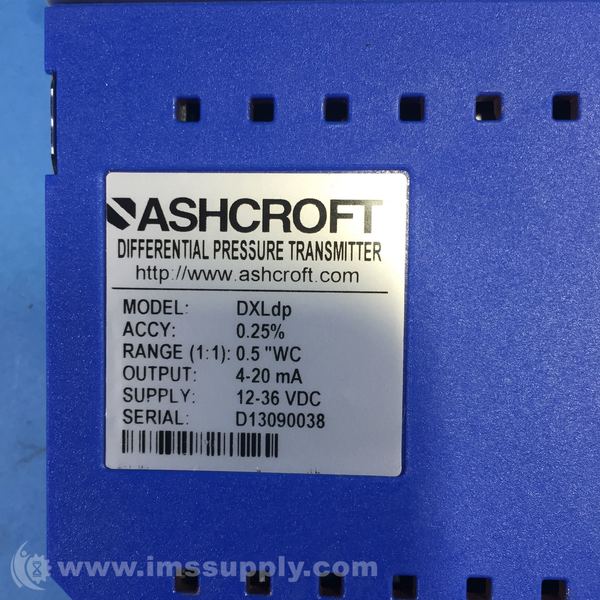 ASHCROFT
DIFFERENTIAL PRESSURE TRANSMITTER
http://www.ashcroft.com
MODEL: DXLdp
ACCY: 0.25%
RANGE (1:1): 0.5 "WC
OUTPUT: 4-20 mA
SUPPLY: 12-36 VDC
SERIAL: D13090038
www.imssupply.com